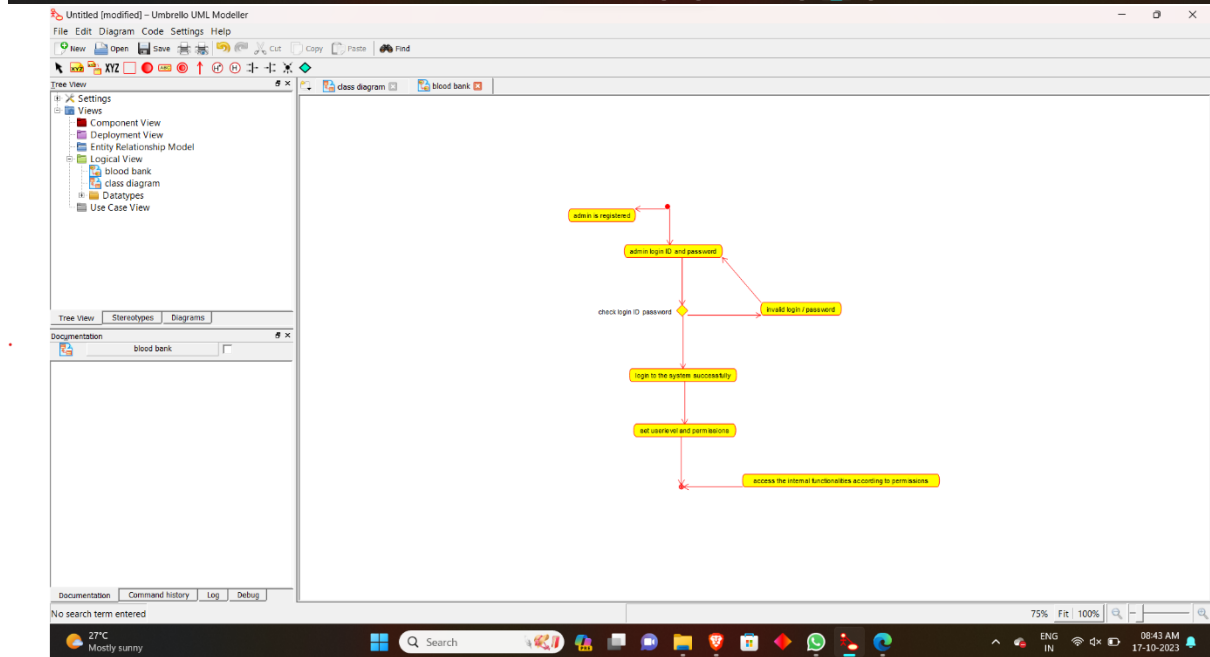 Untitled [modified] – Umbrello UML Modeller
File Edit Diagram Code Settings Help
New Open Save Cut Copy Paste Find
XYZ
Tree View
class diagram blood bank
Settings
Views
Component View
Deployment View
Entity Relationship Model
Logical View
blood bank
class diagram
Datatypes
Use Case View
admin is registered
admin login ID and password
check login ID password
invalid login / password
login to the system successfully
set userlevel and permissions
access the internal functionalities according to permissions
Tree View Stereotypes Diagrams
Documentation
blood bank
Documentation Command history Log Debug
No search term entered
75% Fit 100%
27°C
Mostly sunny
Search
ENG
IN
08:43 AM
17-10-2023